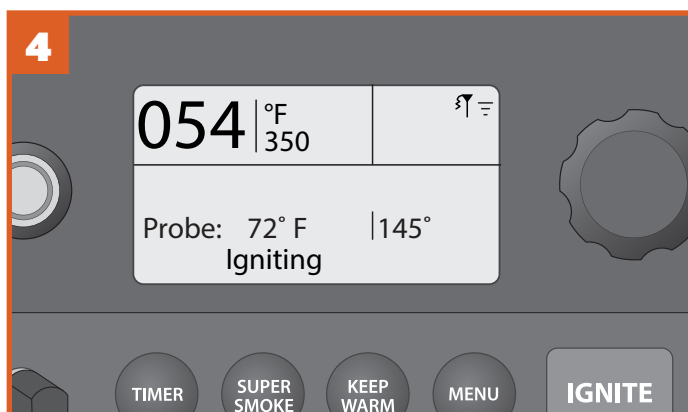 4
054 °F
350
Probe: 72° F 145°
Igniting
TIMER
SUPER
SMOKE
KEEP
WARM
MENU
IGNITE